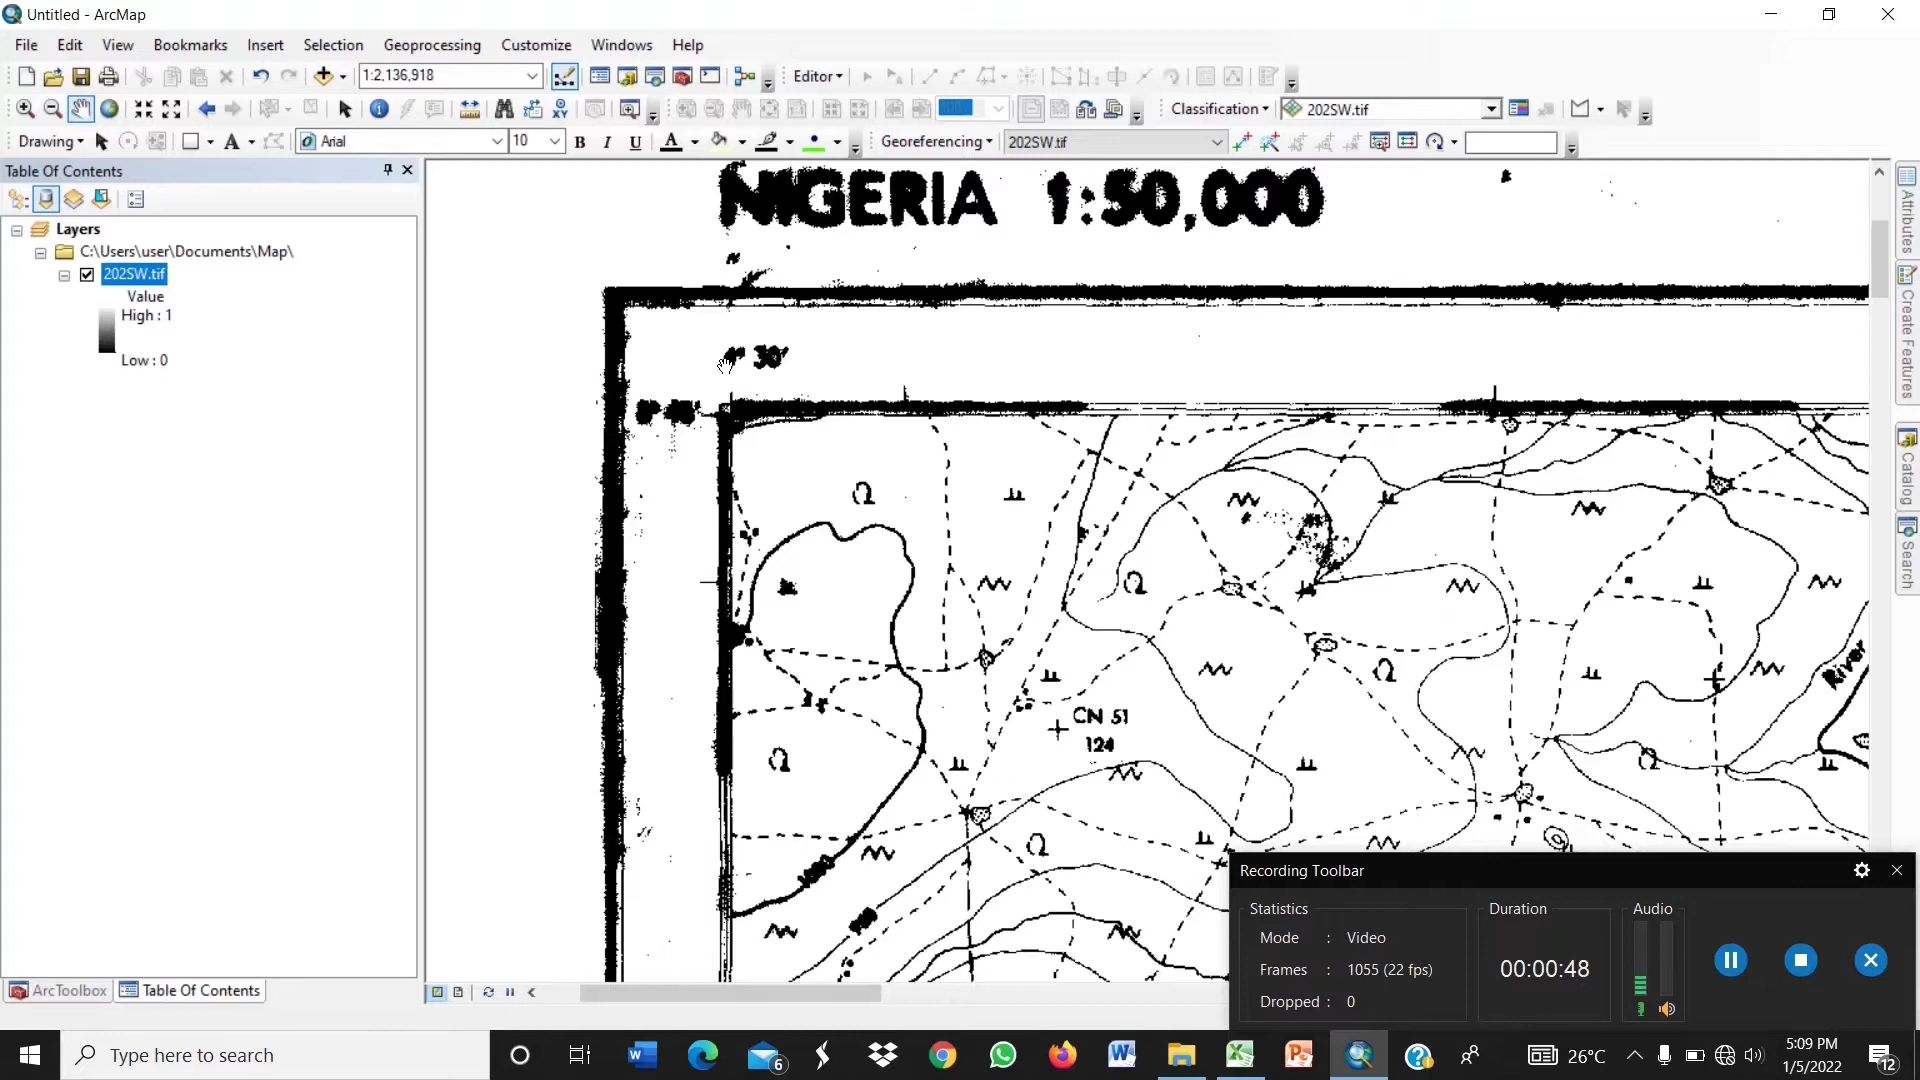 Untitled - ArcMap
File Edit View Bookmarks Insert Selection Geoprocessing Customize Windows Help
1:2,136,918 Editor
Classification 202SW.tif
Drawing A Arial 10 B I U A Georeferencing 202SW.tif
Table Of Contents
Layers
C:\Users\user\Documents\Map\
202SW.tif
Value
High : 1
Low : 0
NIGERIA 1:50,000
30'
CN 51
124
River
Attributes
Create Features
Catalog
Search
ArcToolbox Table Of Contents
Recording Toolbar
Statistics Duration Audio
Mode : Video
Frames : 1055 (22 fps)
Dropped : 0
00:00:48
Type here to search
6
26°C
5:09 PM
1/5/2022
12